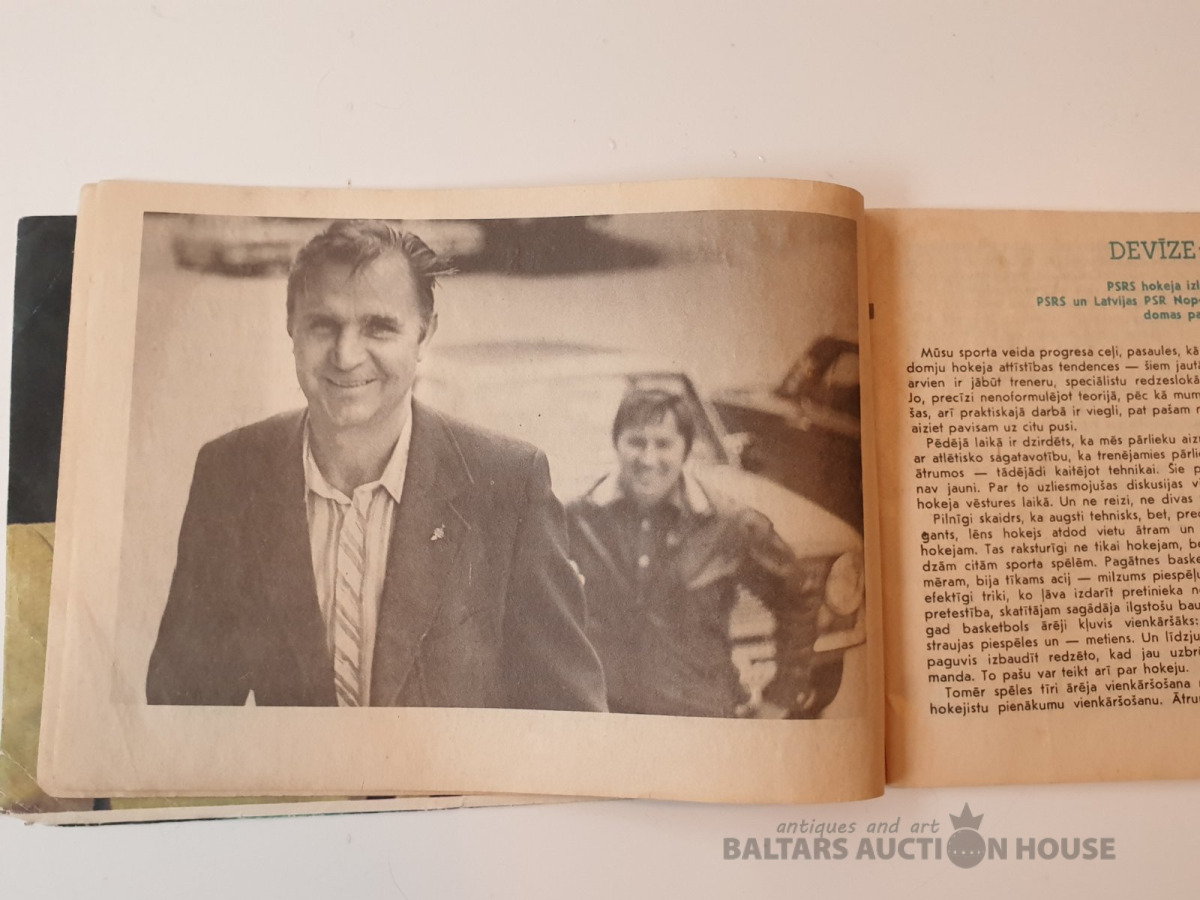 DEVĪZE
PSRS hokeja izl
PSRS un Latvijas PSR Nop
domas pa
Mūsu sporta veida progresa ceļi, pasaules, kā
domju hokeja attīstības tendences — šiem jautā
arvien ir jābūt treneru, speciālistu redzeslokā
Jo, precīzi nenoformulējot teorijā, pēc kā mum
šas, arī praktiskajā darbā ir viegli, pat pašam n
aiziet pavisam uz citu pusi.
Pēdējā laikā ir dzirdēts, ka mēs pārlieku aizr
ar atlētisko sagatavotību, ka trenējamies pārlie
ātrumos — tādējādi kaitējot tehnikai. Šie p
nav jauni. Par to uzliesmojušas diskusijas vi
hokeja vēstures laikā. Un ne reizi, ne divas
Pilnīgi skaidrs, ka augsti tehnisks, bet, pred
gants, lēns hokejs atdod vietu ātram un
hokejam. Tas raksturīgi ne tikai hokejam, be
dzām citām sporta spēlēm. Pagātnes baske
mēram, bija tīkams acij — milzums piespēļu
efektīgi triki, ko ļāva izdarīt pretinieka ne
pretestība, skatītājam sagādāja ilgstošu bau
gad basketbols ārēji kļuvis vienkāršāks:
straujas piespēles un — metiens. Un līdzju
paguvis izbaudīt redzēto, kad jau uzbri
manda. To pašu var teikt arī par hokeju.
Tomēr spēles tīri ārēja vienkāršošana
hokejistu pienākumu vienkāršošanu. Ātru
antiques and art
BALTARS AUCTION HOUSE